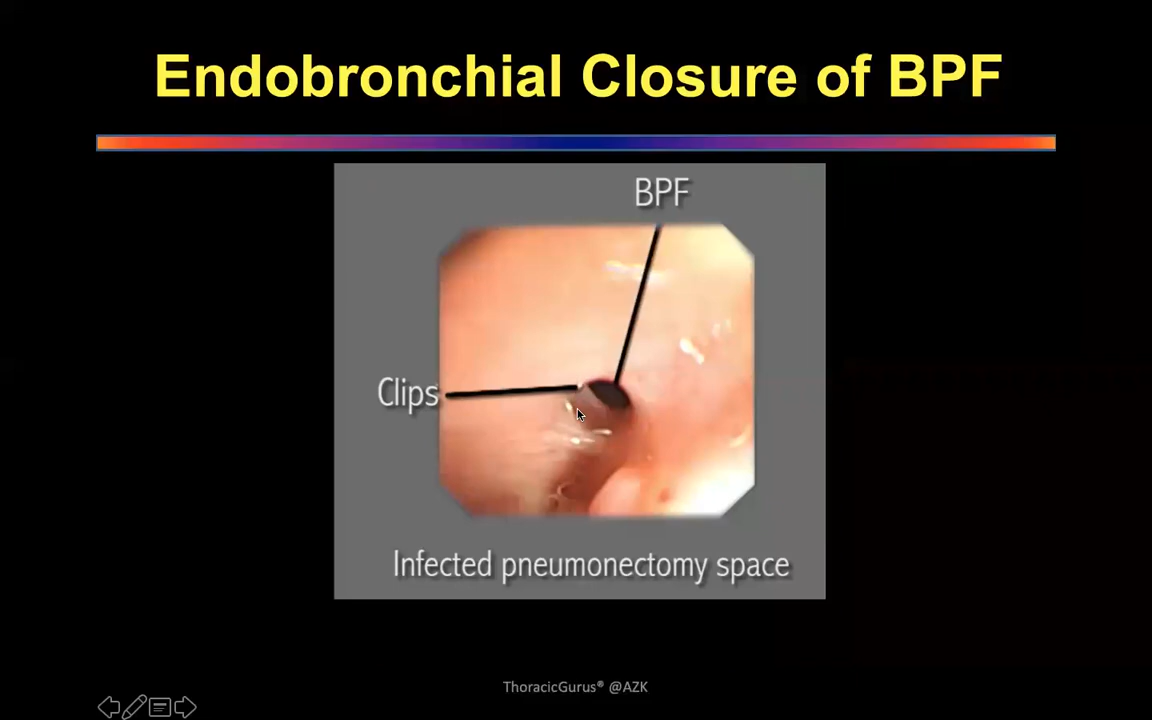 Endobronchial Closure of BPF
BPF
Clips
Infected pneumonectomy space
ThoracicGurus® @AZK